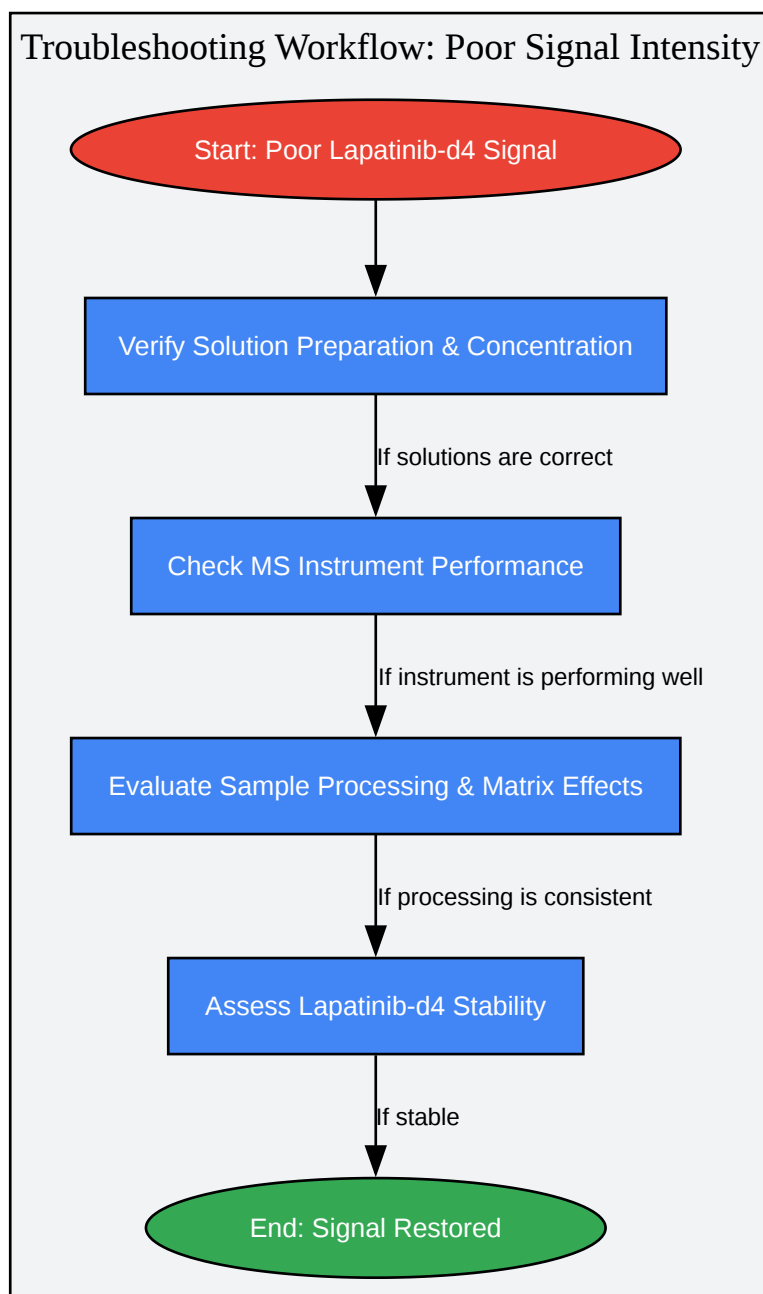 Troubleshooting Workflow: Poor Signal Intensity
Start: Poor Lapatinib-d4 Signal
Verify Solution Preparation & Concentration
If solutions are correct
Check MS Instrument Performance
If instrument is performing well
Evaluate Sample Processing & Matrix Effects
If processing is consistent
Assess Lapatinib-d4 Stability
If stable
End: Signal Restored